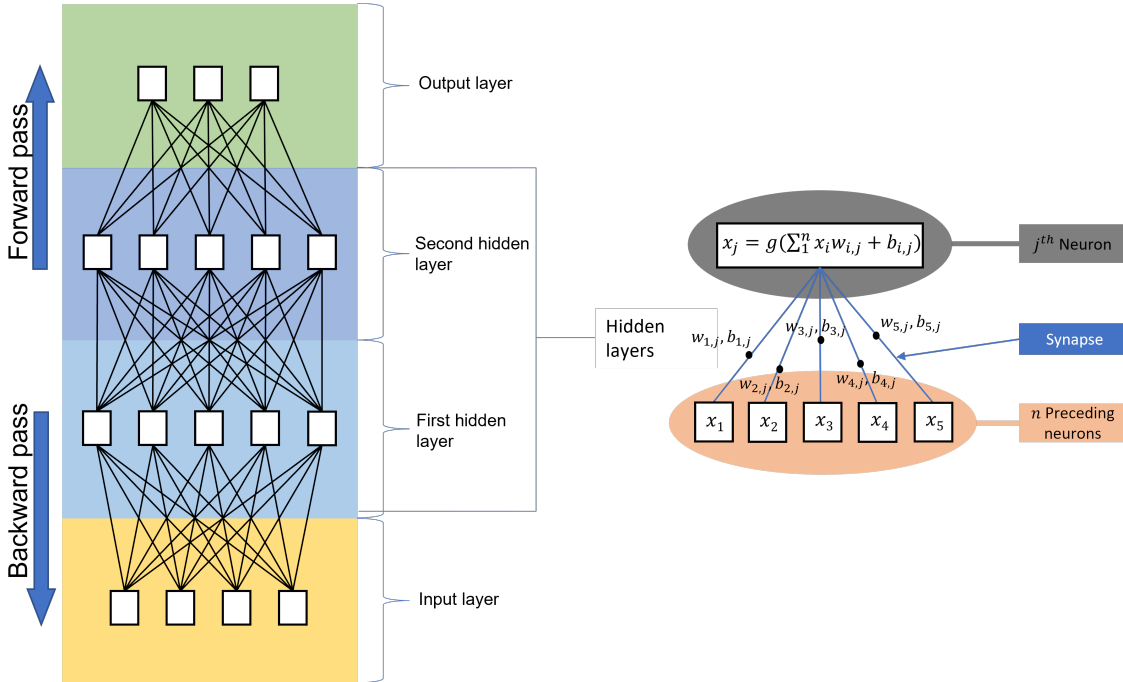 Forward pass
Backward pass
Output layer
Second hidden
layer
First hidden
layer
Input layer
Hidden
layers
$x_j = g(\sum_1^n x_i w_{i,j} + b_{i,j})$
$j^{th}$ Neuron
$w_{1,j}, b_{1,j}$
$w_{3,j}, b_{3,j}$
$w_{5,j}, b_{5,j}$
Synapse
$w_{2,j}, b_{2,j}$
$w_{4,j}, b_{4,j}$
$x_1$ $x_2$ $x_3$ $x_4$ $x_5$
$n$ Preceding
neurons